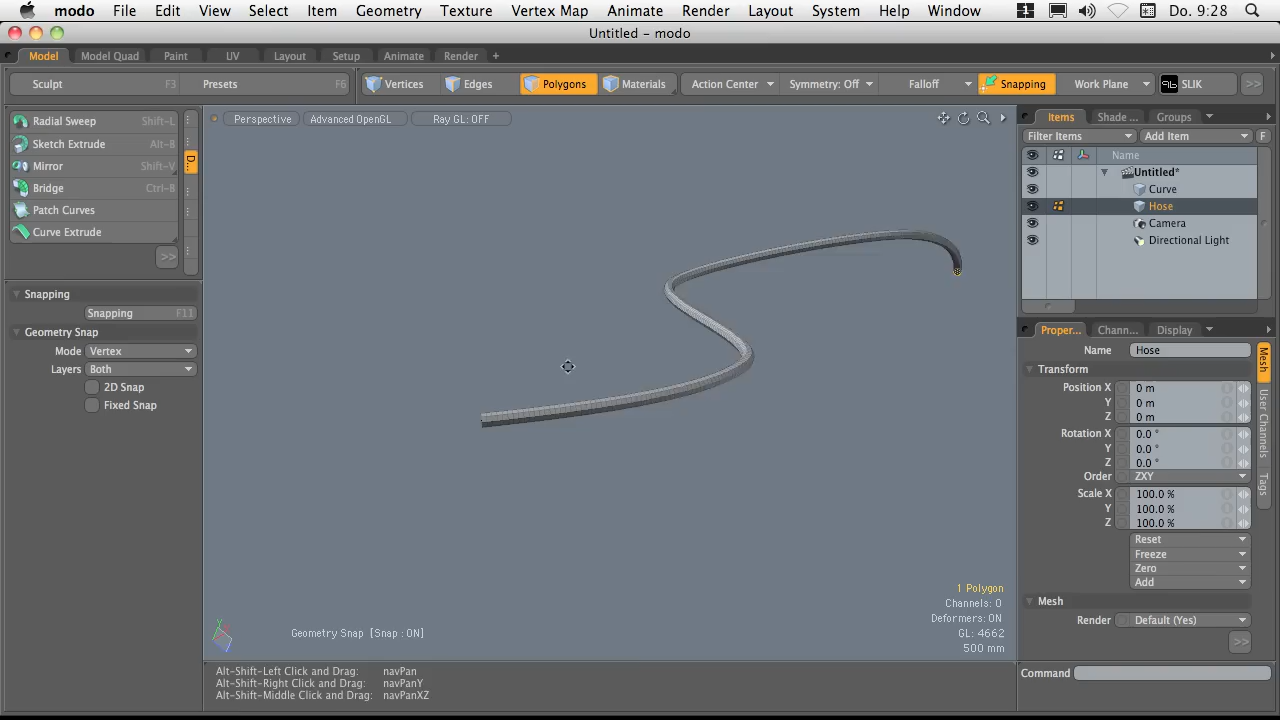 modo File Edit View Select Item Geometry Texture Vertex Map Animate Render Layout System Help Window 1 Do. 9:28
Untitled – modo
Model Model Quad Paint UV Layout Setup Animate Render +
Sculpt F3 Presets F6 Vertices Edges Polygons Materials Action Center Symmetry: Off Falloff Snapping Work Plane SLIK >>
Radial Sweep Shift-L
Sketch Extrude Alt-B
Mirror Shift-V
Bridge Ctrl-B
Patch Curves
Curve Extrude
>>
D...
Snapping
Snapping F11
Geometry Snap
Mode Vertex
Layers Both
2D Snap
Fixed Snap
Perspective Advanced OpenGL Ray GL: OFF
1 Polygon
Channels: 0
Deformers: ON
GL: 4662
500 mm
Geometry Snap [Snap : ON]
Alt-Shift-Left Click and Drag: navPan
Alt-Shift-Right Click and Drag: navPanY
Alt-Shift-Middle Click and Drag: navPanXZ
Items Shade ... Groups
Filter Items Add Item F
Name
Untitled*
Curve
Hose
Camera
Directional Light
Proper... Chann... Display
Name Hose
Transform
Position X 0 m
Y 0 m
Z 0 m
Rotation X 0.0 °
Y 0.0 °
Z 0.0 °
Order ZXY
Scale X 100.0 %
Y 100.0 %
Z 100.0 %
Reset
Freeze
Zero
Add
Mesh
Render Default (Yes)
>>
Mesh
User Channels
Tags
Command